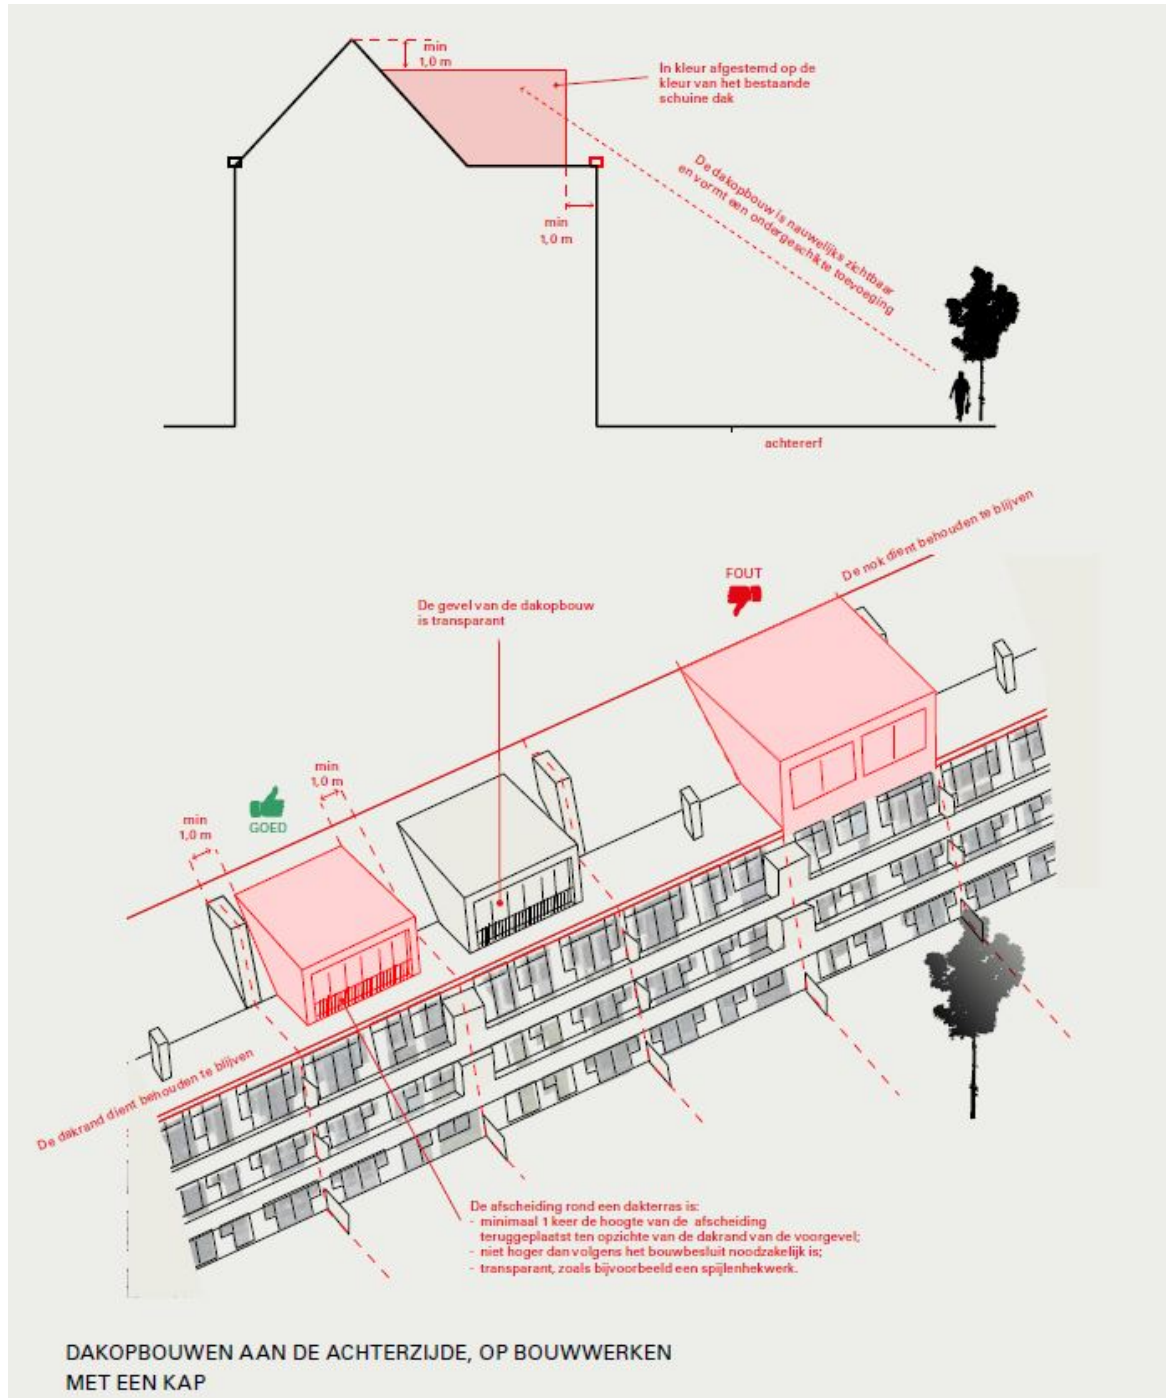 min
1,0 m
In kleur afgestemd op de
kleur van het bestaande
schuine dak
De dakopbouw is nauwelijks zichtbaar
en vormt een ondergeschikte toevoeging
min
1,0 m
achtererf
De nok dient behouden te blijven
FOUT
De gevel van de dakopbouw
is transparant
min
1,0 m
GOED
min
1,0 m
De dakrand dient behouden te blijven
De afscheiding rond een dakterras is:
- minimaal 1 keer de hoogte van de afscheiding
teruggeplaatst ten opzichte van de dakrand van de voorgevel;
- niet hoger dan volgens het bouwbesluit noodzakelijk is;
- transparant, zoals bijvoorbeeld een spijlenhekwerk.
DAKOPBOUWEN AAN DE ACHTERZIJDE, OP BOUWWERKEN
MET EEN KAP